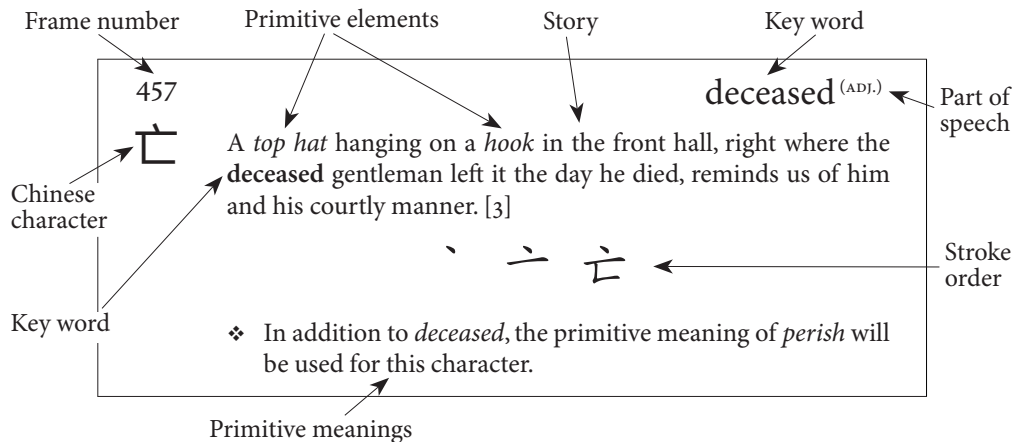 Frame number
Primitive elements
Story
Key word
457
deceased (ADJ.)
Part of
speech
亡
A top hat hanging on a hook in the front hall, right where the
deceased gentleman left it the day he died, reminds us of him
and his courtly manner. [3]
Chinese
character
丶 亠 亡
Stroke
order
Key word
❖ In addition to deceased, the primitive meaning of perish will
be used for this character.
Primitive meanings